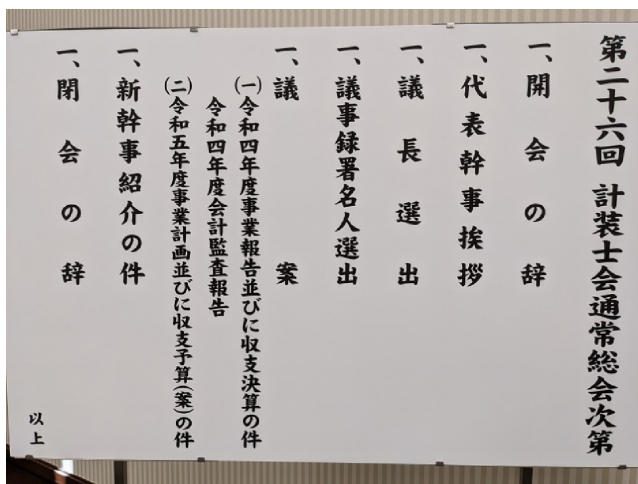 第二十六回 計装士会通常総会次第
一、開会の辞
一、代表幹事挨拶
一、議長選出
一、議事録署名人選出
一、議案
(一)令和四年度事業報告並びに収支決算の件
令和四年度会計監査報告
(二)令和五年度事業計画並びに収支予算(案)の件
一、新幹事紹介の件
一、閉会の辞
以上